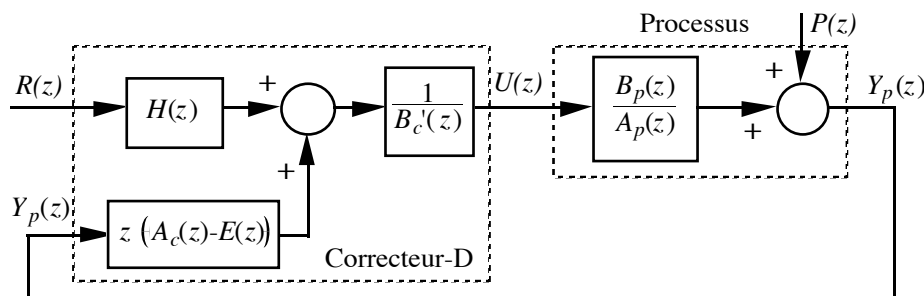 Processus
P(z)
R(z)
+
H(z)
1
B_c'(z)
U(z)
B_p(z)
A_p(z)
+
+
Y_p(z)
+
Y_p(z)
z (A_c(z)-E(z))
Correcteur-D